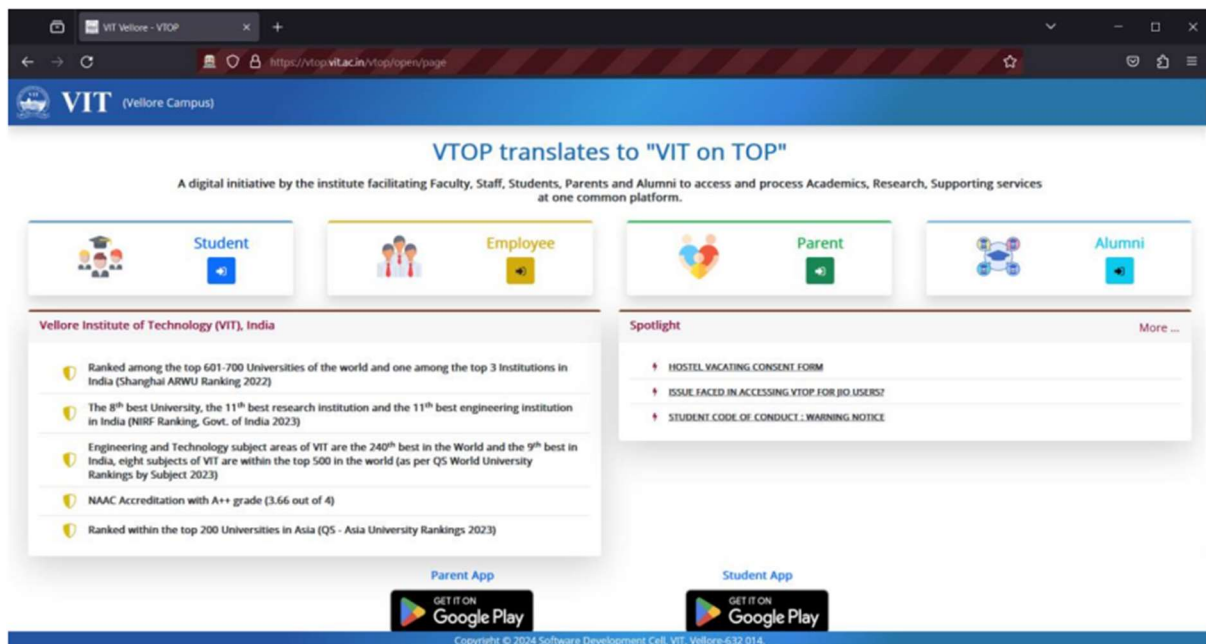 VIT Vellore - VTOP
https://vtop.vit.ac.in/vtop/open/page
VIT (Vellore Campus)
VTOP translates to "VIT on TOP"
A digital initiative by the institute facilitating Faculty, Staff, Students, Parents and Alumni to access and process Academics, Research, Supporting services
at one common platform.
Student
Employee
Parent
Alumni
Vellore Institute of Technology (VIT), India
Ranked among the top 601-700 Universities of the world and one among the top 3 Institutions in
India (Shanghai ARWU Ranking 2022)
The 8th best University, the 11th best research institution and the 11th best engineering institution
in India (NIRF Ranking, Govt. of India 2023)
Engineering and Technology subject areas of VIT are the 240th best in the World and the 9th best in
India, eight subjects of VIT are within the top 500 in the world (as per QS World University
Rankings by Subject 2023)
NAAC Accreditation with A++ grade (3.66 out of 4)
Ranked within the top 200 Universities in Asia (QS - Asia University Rankings 2023)
Spotlight
More ...
HOSTEL VACATING CONSENT FORM
ISSUE FACED IN ACCESSING VTOP FOR JIO USERS?
STUDENT CODE OF CONDUCT : WARNING NOTICE
Parent App
GET IT ON
Google Play
Student App
GET IT ON
Google Play
Copyright © 2024 Software Development Cell, VIT, Vellore-632 014.